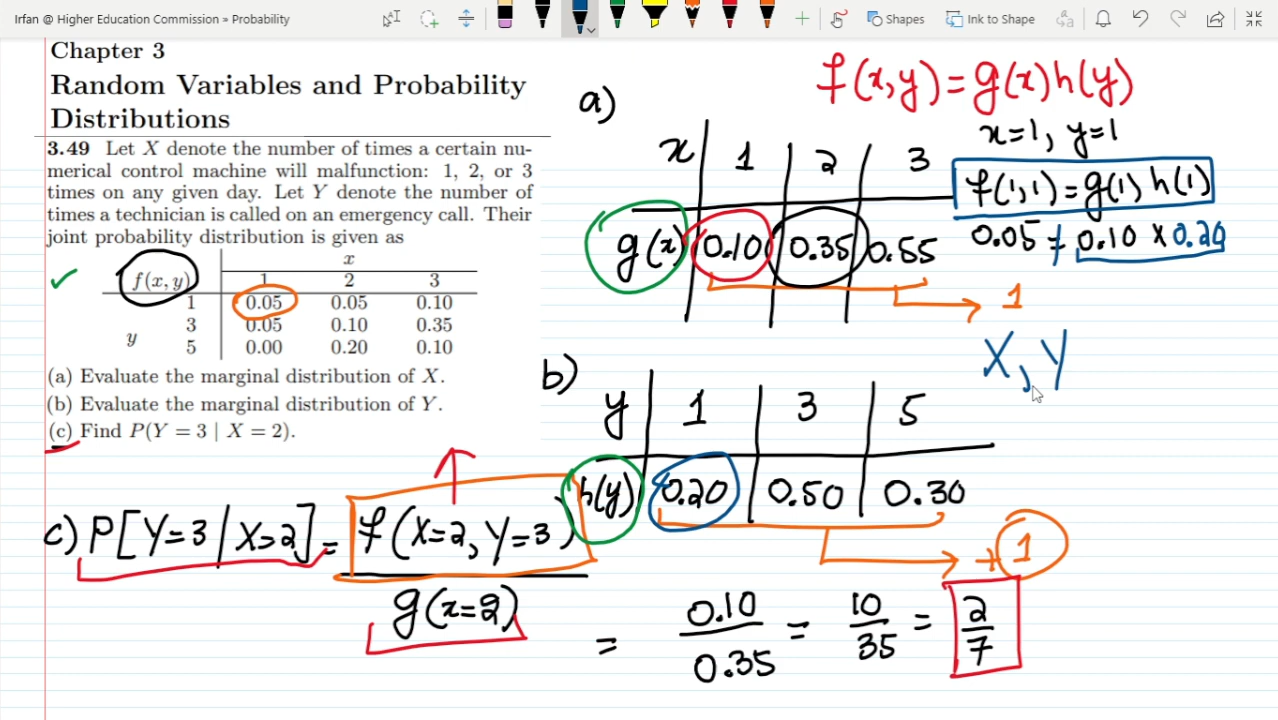 Irfan @ Higher Education Commission » Probability
Shapes
Ink to Shape
Chapter 3
Random Variables and Probability
Distributions
3.49 Let X denote the number of times a certain nu-
merical control machine will malfunction: 1, 2, or 3
times on any given day. Let Y denote the number of
times a technician is called on an emergency call. Their
joint probability distribution is given as
x
f(x, y) 1 2 3
1 0.05 0.05 0.10
3 0.05 0.10 0.35
y
5 0.00 0.20 0.10
(a) Evaluate the marginal distribution of X.
(b) Evaluate the marginal distribution of Y.
(c) Find P(Y = 3 | X = 2).
f(x,y)=g(x)h(y)
a)
x 1 2 3
g(x) 0.10 0.35 0.55
1
x=1, y=1
f(1,1)=g(1) h(1)
0.05 ≠ 0.10 x 0.20
X, Y
b)
y 1 3 5
h(y) 0.20 0.50 0.30
1
c) P[Y=3/X=2] = f(X=2, Y=3)
g(x=2)
= 0.10/0.35 = 10/35 = 2/7